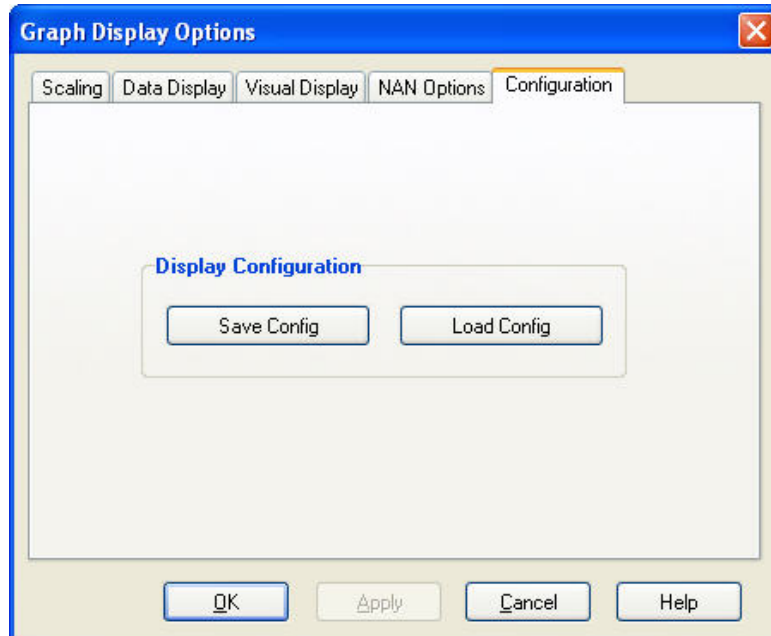 Graph Display Options
Scaling Data Display Visual Display NAN Options Configuration
Display Configuration
Save Config Load Config
OK Apply Cancel Help